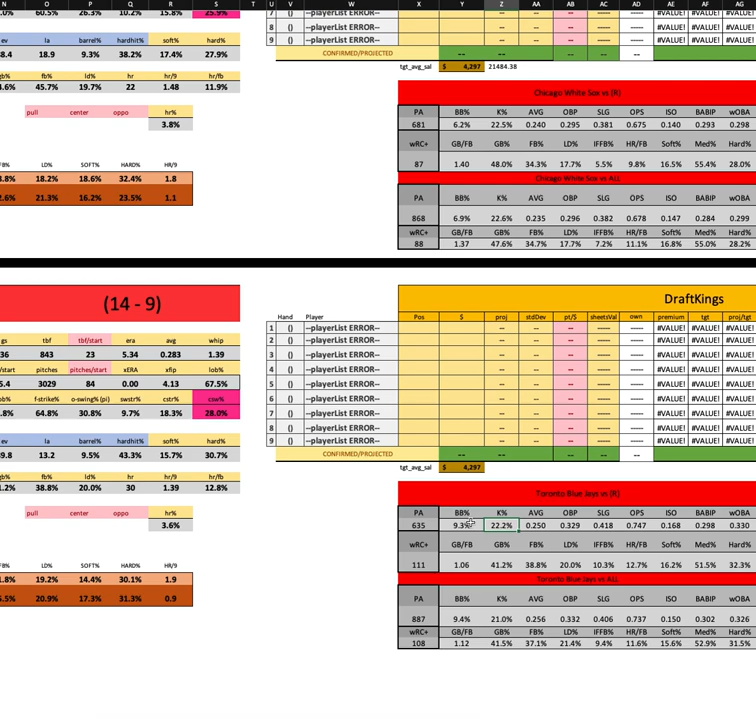 N O P Q R S U V W X Y Z AA AB AC AD AE AF AG
.0% 60.5% 26.3% 10.2% 15.8% 25.9% 7 () --playerList ERROR-- -- -- -- ----- ----- #VALUE! #VALUE! #VALUE!
ev la barrel% hardhit% soft% hard% 8 () --playerList ERROR-- -- -- -- ----- ----- #VALUE! #VALUE! #VALUE!
8.4 18.9 9.3% 38.2% 17.4% 27.9% 9 () --playerList ERROR-- -- -- -- ----- ----- #VALUE! #VALUE! #VALUE!
CONFIRMED/PROJECTED -- -- -- -- --
gb% fb% ld% hr hr/9 hr/fb tgt_avg_sal $ 4,297 21484.38
.6% 45.7% 19.7% 22 1.48 11.9%
Chicago White Sox vs (R)
pull center oppo hr% PA BB% K% AVG OBP SLG OPS ISO BABIP wOBA
3.8% 681 6.2% 22.5% 0.240 0.295 0.381 0.675 0.140 0.293 0.298
wRC+ GB/FB GB% FB% LD% IFFB% HR/FB Soft% Med% Hard%
FB% LD% SOFT% HARD% HR/9 87 1.40 48.0% 34.3% 17.7% 5.5% 9.8% 16.5% 55.4% 28.0%
.8% 18.2% 18.6% 32.4% 1.8 Chicago White Sox vs ALL
.6% 21.3% 16.2% 23.5% 1.1 PA BB% K% AVG OBP SLG OPS ISO BABIP wOBA
868 6.9% 22.6% 0.235 0.296 0.382 0.678 0.147 0.284 0.299
wRC+ GB/FB GB% FB% LD% IFFB% HR/FB Soft% Med% Hard%
88 1.37 47.6% 34.7% 17.7% 7.2% 11.1% 16.8% 55.0% 28.2%
(14 - 9) DraftKings
Hand Player Pos $ proj stdDev pt/$ sheetsVal own premium tgt proj/tgt
1 () --playerList ERROR-- -- -- -- ----- ----- #VALUE! #VALUE! #VALUE!
gs tbf tbf/start era avg whip 2 () --playerList ERROR-- -- -- -- ----- ----- #VALUE! #VALUE! #VALUE!
36 843 23 5.34 0.283 1.39 3 () --playerList ERROR-- -- -- -- ----- ----- #VALUE! #VALUE! #VALUE!
/start pitches pitches/start xERA xfip lob% 4 () --playerList ERROR-- -- -- -- ----- ----- #VALUE! #VALUE! #VALUE!
5.4 3029 84 0.00 4.13 67.5% 5 () --playerList ERROR-- -- -- -- ----- ----- #VALUE! #VALUE! #VALUE!
bb% f-strike% o-swing% (pi) swstr% cstr% csw% 6 () --playerList ERROR-- -- -- -- ----- ----- #VALUE! #VALUE! #VALUE!
.8% 64.8% 30.8% 9.7% 18.3% 28.0% 7 () --playerList ERROR-- -- -- -- ----- ----- #VALUE! #VALUE! #VALUE!
8 () --playerList ERROR-- -- -- -- ----- ----- #VALUE! #VALUE! #VALUE!
ev la barrel% hardhit% soft% hard% 9 () --playerList ERROR-- -- -- -- ----- ----- #VALUE! #VALUE! #VALUE!
9.8 13.2 9.5% 43.3% 15.7% 30.7% CONFIRMED/PROJECTED -- -- -- -- --
tgt_avg_sal $ 4,297
gb% fb% ld% hr hr/9 hr/fb
.2% 38.8% 20.0% 30 1.39 12.8% Toronto Blue Jays vs (R)
pull center oppo hr% PA BB% K% AVG OBP SLG OPS ISO BABIP wOBA
3.6% 635 9.3% 22.2% 0.250 0.329 0.418 0.747 0.168 0.298 0.330
wRC+ GB/FB GB% FB% LD% IFFB% HR/FB Soft% Med% Hard%
FB% LD% SOFT% HARD% HR/9 111 1.06 41.2% 38.8% 20.0% 10.3% 12.7% 16.2% 51.5% 32.3%
.8% 19.2% 14.4% 30.1% 1.9 Toronto Blue Jays vs ALL
.5% 20.9% 17.3% 31.3% 0.9 PA BB% K% AVG OBP SLG OPS ISO BABIP wOBA
887 9.4% 21.0% 0.256 0.332 0.406 0.737 0.150 0.302 0.326
wRC+ GB/FB GB% FB% LD% IFFB% HR/FB Soft% Med% Hard%
108 1.12 41.5% 37.1% 21.4% 9.4% 11.6% 15.6% 52.9% 31.5%